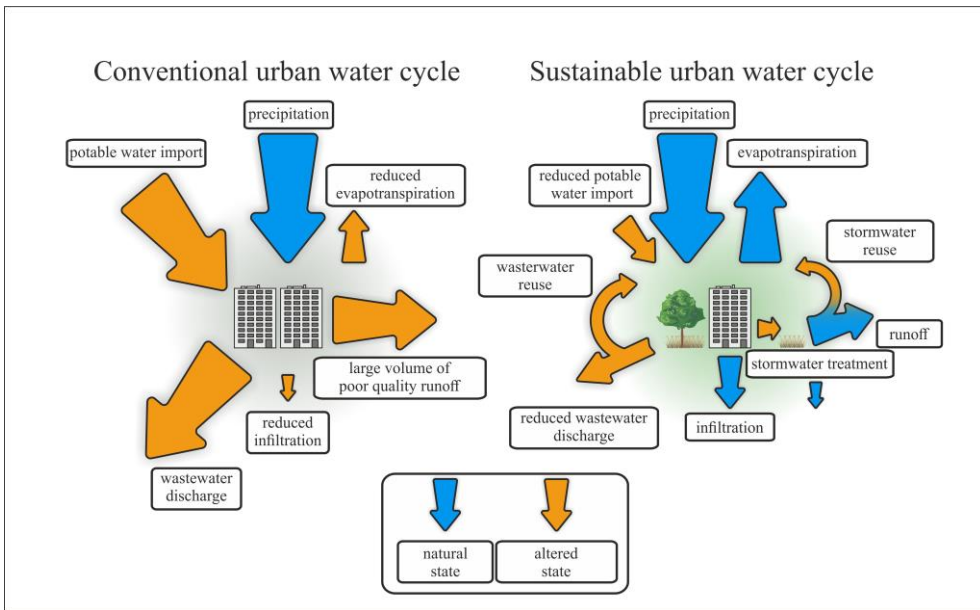 Conventional urban water cycle
Sustainable urban water cycle
precipitation
potable water import
reduced
evapotranspiration
large volume of
poor quality runoff
reduced
infiltration
wastewater
discharge
precipitation
evapotranspiration
reduced potable
water import
stormwater
reuse
wasterwater
reuse
runoff
stormwater treatment
reduced wastewater
discharge
infiltration
natural
state
altered
state